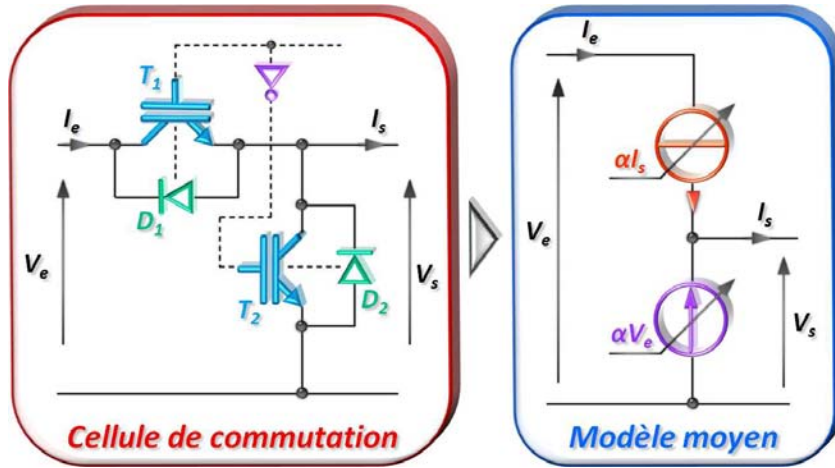 T1
Ie
Is
D1
Ve
T2
D2
Vs
Cellule de commutation
Ie
αIs
Ve
Is
αVe
Vs
Modèle moyen